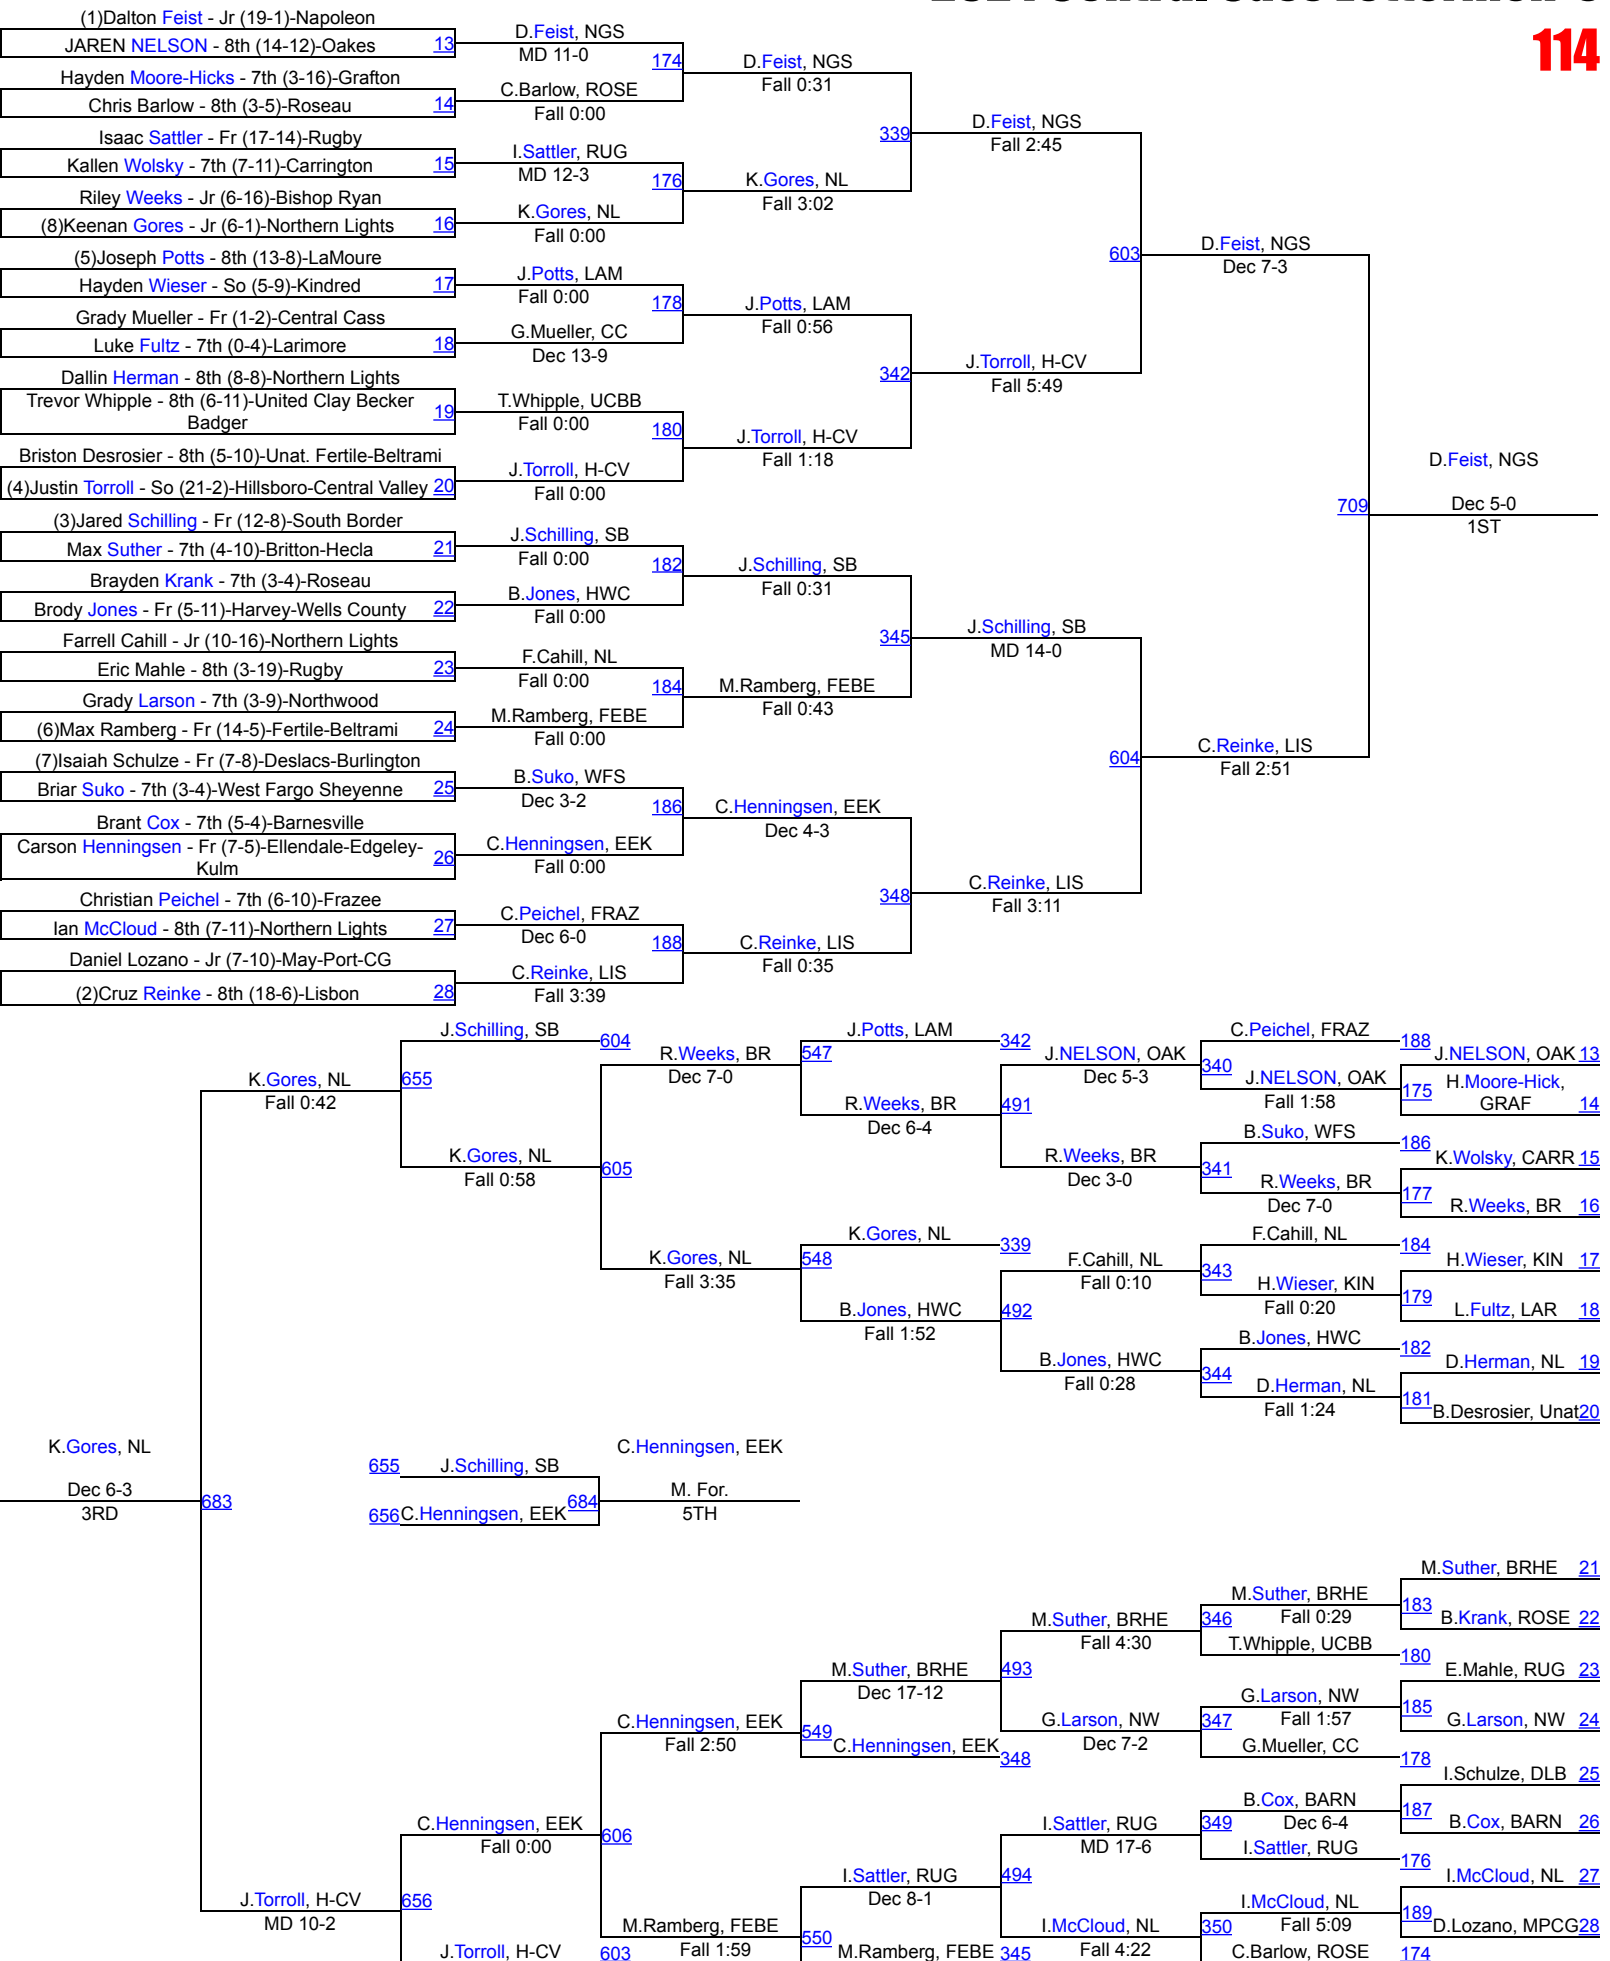 114
(1)Dalton Feist - Jr (19-1)-Napoleon
JAREN NELSON - 8th (14-12)-Oakes
13
Hayden Moore-Hicks - 7th (3-16)-Grafton
Chris Barlow - 8th (3-5)-Roseau
14
Isaac Sattler - Fr (17-14)-Rugby
Kallen Wolsky - 7th (7-11)-Carrington
15
Riley Weeks - Jr (6-16)-Bishop Ryan
(8)Keenan Gores - Jr (6-1)-Northern Lights
16
(5)Joseph Potts - 8th (13-8)-LaMoure
Hayden Wieser - So (5-9)-Kindred
17
Grady Mueller - Fr (1-2)-Central Cass
Luke Fultz - 7th (0-4)-Larimore
18
Dallin Herman - 8th (8-8)-Northern Lights
Trevor Whipple - 8th (6-11)-United Clay Becker
Badger
19
Briston Desrosier - 8th (5-10)-Unat. Fertile-Beltrami
(4)Justin Torroll - So (21-2)-Hillsboro-Central Valley
20
(3)Jared Schilling - Fr (12-8)-South Border
Max Suther - 7th (4-10)-Britton-Hecla
21
Brayden Krank - 7th (3-4)-Roseau
Brody Jones - Fr (5-11)-Harvey-Wells County
22
Farrell Cahill - Jr (10-16)-Northern Lights
Eric Mahle - 8th (3-19)-Rugby
23
Grady Larson - 7th (3-9)-Northwood
(6)Max Ramberg - Fr (14-5)-Fertile-Beltrami
24
(7)Isaiah Schulze - Fr (7-8)-Deslacs-Burlington
Briar Suko - 7th (3-4)-West Fargo Sheyenne
25
Brant Cox - 7th (5-4)-Barnesville
Carson Henningsen - Fr (7-5)-Ellendale-Edgeley-
Kulm
26
Christian Peichel - 7th (6-10)-Frazee
Ian McCloud - 8th (7-11)-Northern Lights
27
Daniel Lozano - Jr (7-10)-May-Port-CG
(2)Cruz Reinke - 8th (18-6)-Lisbon
28
D.Feist, NGS
MD 11-0
174
C.Barlow, ROSE
Fall 0:00
I.Sattler, RUG
MD 12-3
176
K.Gores, NL
Fall 0:00
J.Potts, LAM
Fall 0:00
178
G.Mueller, CC
Dec 13-9
T.Whipple, UCBB
Fall 0:00
180
J.Torroll, H-CV
Fall 0:00
J.Schilling, SB
Fall 0:00
182
B.Jones, HWC
Fall 0:00
F.Cahill, NL
Fall 0:00
184
M.Ramberg, FEBE
Fall 0:00
B.Suko, WFS
Dec 3-2
186
C.Henningsen, EEK
Fall 0:00
C.Peichel, FRAZ
Dec 6-0
188
C.Reinke, LIS
Fall 3:39
D.Feist, NGS
Fall 0:31
339
K.Gores, NL
Fall 3:02
J.Potts, LAM
Fall 0:56
342
J.Torroll, H-CV
Fall 1:18
J.Schilling, SB
Fall 0:31
345
M.Ramberg, FEBE
Fall 0:43
C.Henningsen, EEK
Dec 4-3
348
C.Reinke, LIS
Fall 0:35
D.Feist, NGS
Fall 2:45
603
J.Torroll, H-CV
Fall 5:49
J.Schilling, SB
MD 14-0
604
C.Reinke, LIS
Fall 3:11
D.Feist, NGS
Dec 7-3
709
C.Reinke, LIS
Fall 2:51
D.Feist, NGS
Dec 5-0
1ST
J.Schilling, SB
604
K.Gores, NL
Fall 0:42
655
K.Gores, NL
Fall 0:58
605
R.Weeks, BR
Dec 7-0
547
J.Potts, LAM
342
R.Weeks, BR
Dec 6-4
491
J.NELSON, OAK
Dec 5-3
340
C.Peichel, FRAZ
188
J.NELSON, OAK
Fall 1:58
175
J.NELSON, OAK 13
H.Moore-Hick,
GRAF 14
R.Weeks, BR
Dec 3-0
341
B.Suko, WFS
186
R.Weeks, BR
Dec 7-0
177
K.Wolsky, CARR 15
R.Weeks, BR 16
K.Gores, NL
Fall 3:35
548
K.Gores, NL
339
B.Jones, HWC
Fall 1:52
492
F.Cahill, NL
Fall 0:10
343
F.Cahill, NL
184
H.Wieser, KIN
Fall 0:20
179
H.Wieser, KIN 17
L.Fultz, LAR 18
B.Jones, HWC
Fall 0:28
344
B.Jones, HWC
182
D.Herman, NL
Fall 1:24
181
D.Herman, NL 19
B.Desrosier, Unat 20
K.Gores, NL
Dec 6-3
3RD
683
655 J.Schilling, SB
656 C.Henningsen, EEK
684
C.Henningsen, EEK
M. For.
5TH
M.Suther, BRHE 21
B.Krank, ROSE 22
183
M.Suther, BRHE
Fall 0:29
346
T.Whipple, UCBB
180
M.Suther, BRHE
Fall 4:30
493
E.Mahle, RUG 23
G.Larson, NW 24
185
G.Larson, NW
Fall 1:57
347
G.Mueller, CC
178
G.Larson, NW
Dec 7-2
M.Suther, BRHE
Dec 17-12
549
C.Henningsen, EEK
348
C.Henningsen, EEK
Fall 2:50
606
I.Schulze, DLB 25
B.Cox, BARN 26
187
B.Cox, BARN
Dec 6-4
349
I.Sattler, RUG
176
I.Sattler, RUG
MD 17-6
494
I.McCloud, NL 27
D.Lozano, MPCG 28
189
I.McCloud, NL
Fall 5:09
350
C.Barlow, ROSE
174
I.McCloud, NL
Fall 4:22
I.Sattler, RUG
Dec 8-1
550
M.Ramberg, FEBE 345
M.Ramberg, FEBE
Fall 1:59
C.Henningsen, EEK
Fall 0:00
656
J.Torroll, H-CV
603
J.Torroll, H-CV
MD 10-2